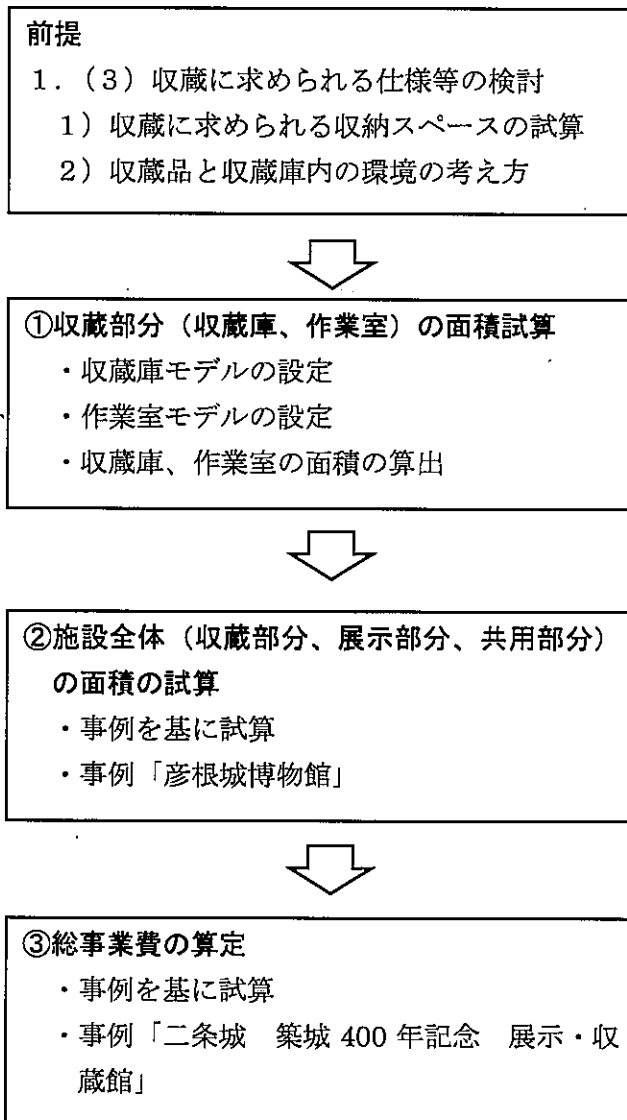 前提
1.(3)収蔵に求められる仕様等の検討
1)収蔵に求められる収納スペースの試算
2)収蔵品と収蔵庫内の環境の考え方
①収蔵部分(収蔵庫、作業室)の面積試算
・収蔵庫モデルの設定
・作業室モデルの設定
・収蔵庫、作業室の面積の算出
②施設全体(収蔵部分、展示部分、共用部分)
の面積の試算
・事例を基に試算
・事例「彦根城博物館」
③総事業費の算定
・事例を基に試算
・事例「二条城 築城 400 年記念 展示・収
蔵館」